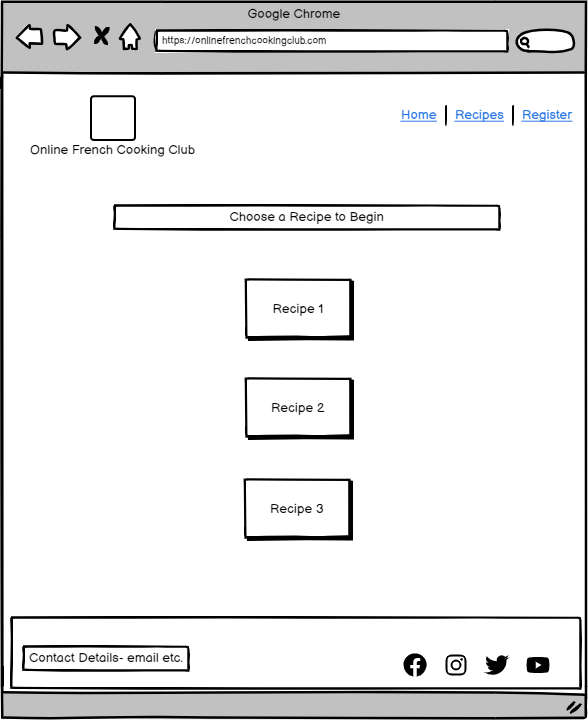 Google Chrome
https://onlinefrenchcookingclub.com
Home
Recipes
Register
Online French Cooking Club
Choose a Recipe to Begin
Recipe 1
Recipe 2
Recipe 3
Contact Details- email etc.